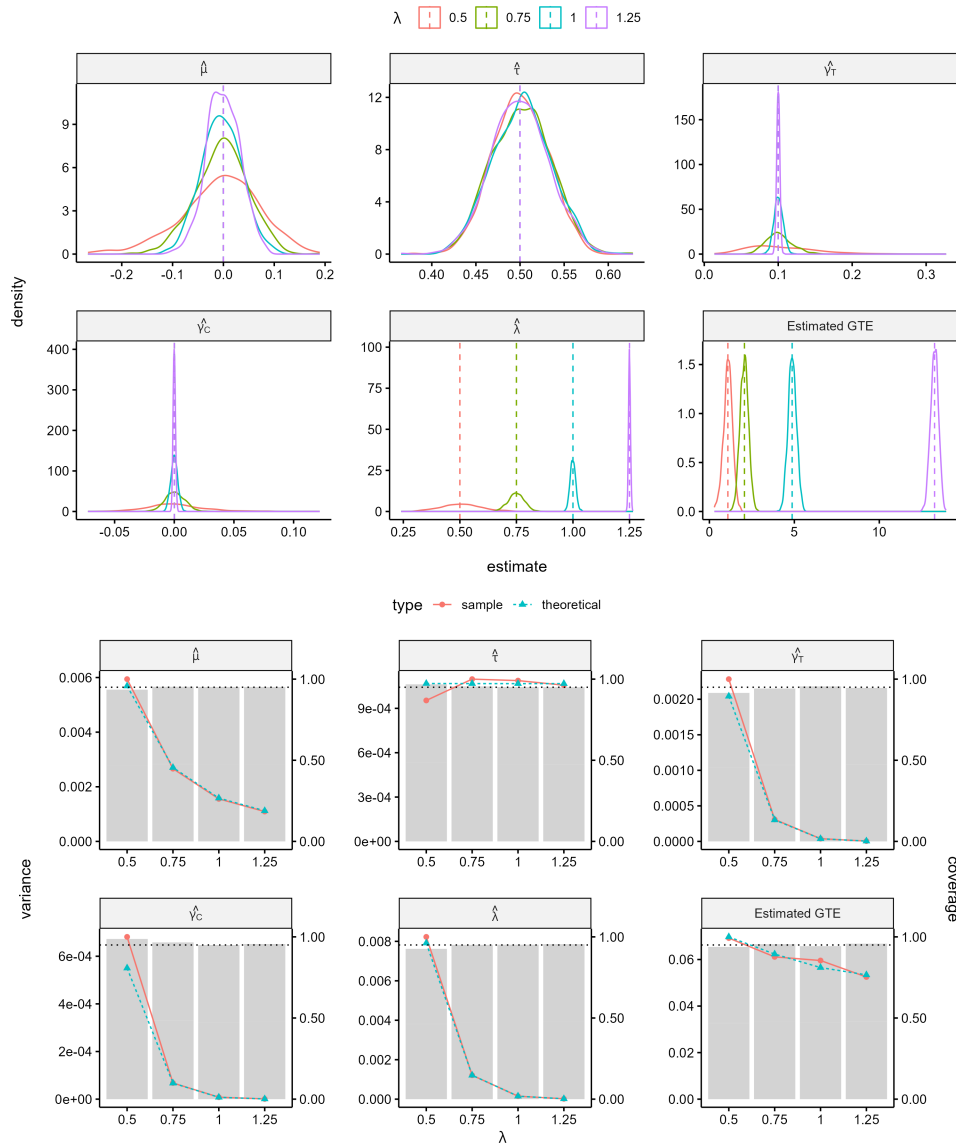 λ 0.5 0.75 1 1.25
μ̂ τ̂ γ̂T
9 6 3 0
-0.2 -0.1 0.0 0.1 0.2
12 8 4 0
0.40 0.45 0.50 0.55 0.60
150 100 50 0
0.0 0.1 0.2 0.3
density
γ̂C λ̂ Estimated GTE
400 300 200 100 0
-0.05 0.00 0.05 0.10
100 75 50 25 0
0.25 0.50 0.75 1.00 1.25
1.5 1.0 0.5 0.0
0 5 10
estimate
type sample theoretical
μ̂ τ̂ γ̂T
0.006 0.004 0.002 0.000
1.00 0.50 0.00
0.5 0.75 1 1.25
9e-04 6e-04 3e-04 0e+00
1.00 0.50 0.00
0.5 0.75 1 1.25
0.0020 0.0015 0.0010 0.0005 0.0000
1.00 0.50 0.00
0.5 0.75 1 1.25
variance
coverage
γ̂C λ̂ Estimated GTE
6e-04 4e-04 2e-04 0e+00
1.00 0.50 0.00
0.5 0.75 1 1.25
0.008 0.006 0.004 0.002 0.000
1.00 0.50 0.00
0.5 0.75 1 1.25
0.06 0.04 0.02 0.00
1.00 0.50 0.00
0.5 0.75 1 1.25
λ